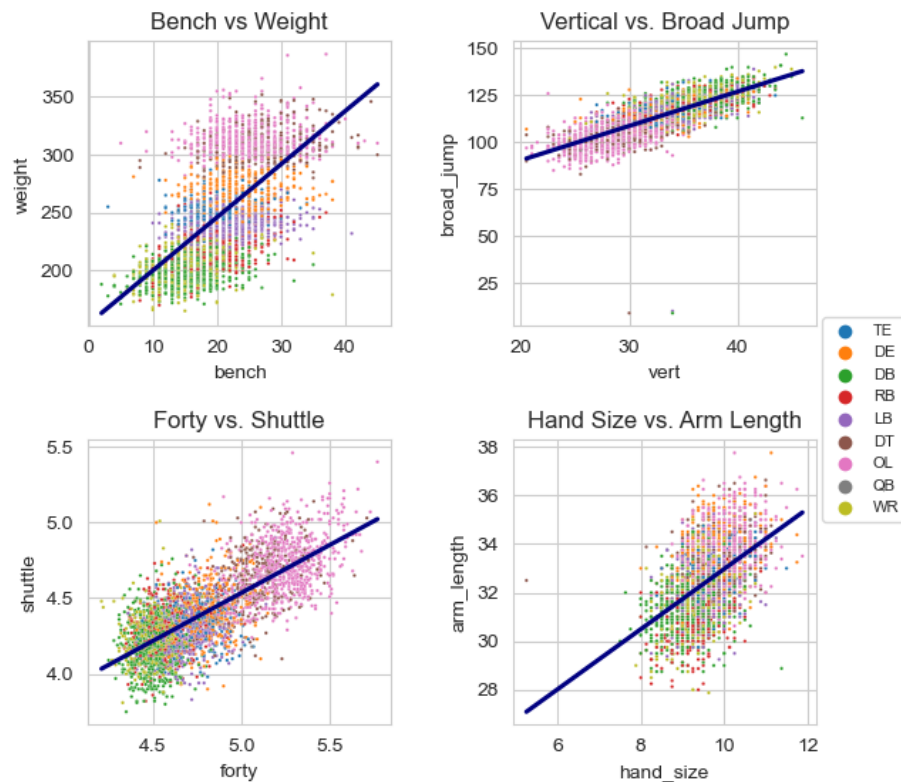 Bench vs Weight
350
300
250
200
weight
0 10 20 30 40
bench
Vertical vs. Broad Jump
150
125
100
75
50
25
broad_jump
20 30 40
vert
TE
DE
DB
RB
LB
DT
OL
QB
WR
Forty vs. Shuttle
5.5
5.0
4.5
4.0
shuttle
4.5 5.0 5.5
forty
Hand Size vs. Arm Length
38
36
34
32
30
28
arm_length
6 8 10 12
hand_size